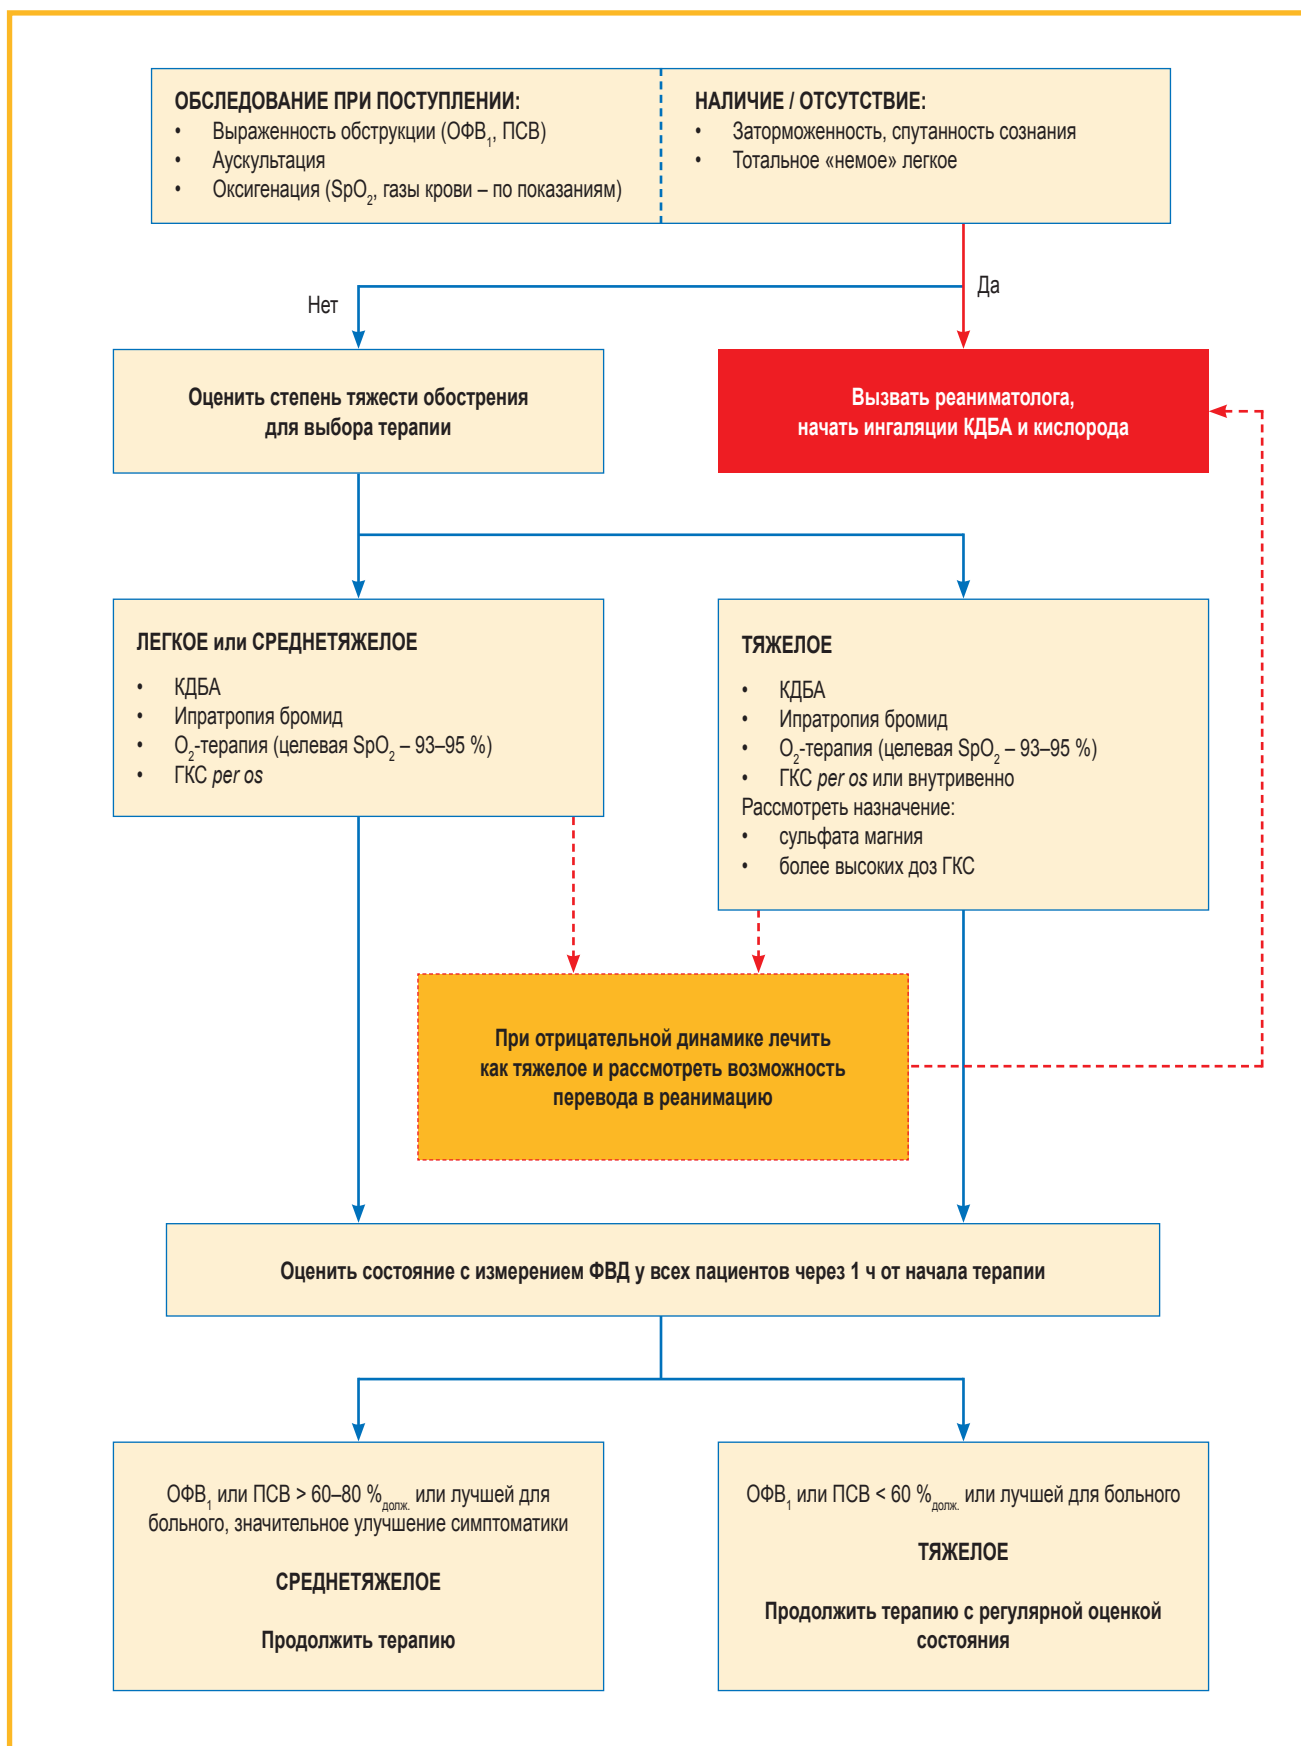 ОБСЛЕДОВАНИЕ ПРИ ПОСТУПЛЕНИИ:
• Выраженность обструкции (ОФВ₁, ПСВ)
• Аускультация
• Оксигенация (SpO₂, газы крови – по показаниям)
НАЛИЧИЕ / ОТСУТСТВИЕ:
• Заторможенность, спутанность сознания
• Тотальное «немое» легкое
Нет
Да
Оценить степень тяжести обострения
для выбора терапии
Вызвать реаниматолога,
начать ингаляции КДБА и кислорода
ЛЕГКОЕ или СРЕДНЕТЯЖЕЛОЕ
• КДБА
• Ипратропия бромид
• O₂-терапия (целевая SpO₂ – 93–95 %)
• ГКС per os
ТЯЖЕЛОЕ
• КДБА
• Ипратропия бромид
• O₂-терапия (целевая SpO₂ – 93–95 %)
• ГКС per os или внутривенно
Рассмотреть назначение:
• сульфата магния
• более высоких доз ГКС
При отрицательной динамике лечить
как тяжелое и рассмотреть возможность
перевода в реанимацию
Оценить состояние с измерением ФВД у всех пациентов через 1 ч от начала терапии
ОФВ₁ или ПСВ > 60–80 %долж. или лучшей для
больного, значительное улучшение симптоматики
СРЕДНЕТЯЖЕЛОЕ
Продолжить терапию
ОФВ₁ или ПСВ < 60 %долж. или лучшей для больного
ТЯЖЕЛОЕ
Продолжить терапию с регулярной оценкой
состояния